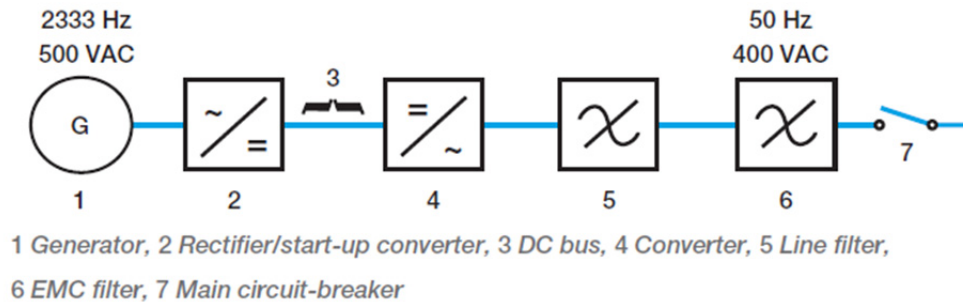 2333 Hz
500 VAC
50 Hz
400 VAC
3
G
~
=
=
~
7
1
2
4
5
6
1 Generator, 2 Rectifier/start-up converter, 3 DC bus, 4 Converter, 5 Line filter,
6 EMC filter, 7 Main circuit-breaker